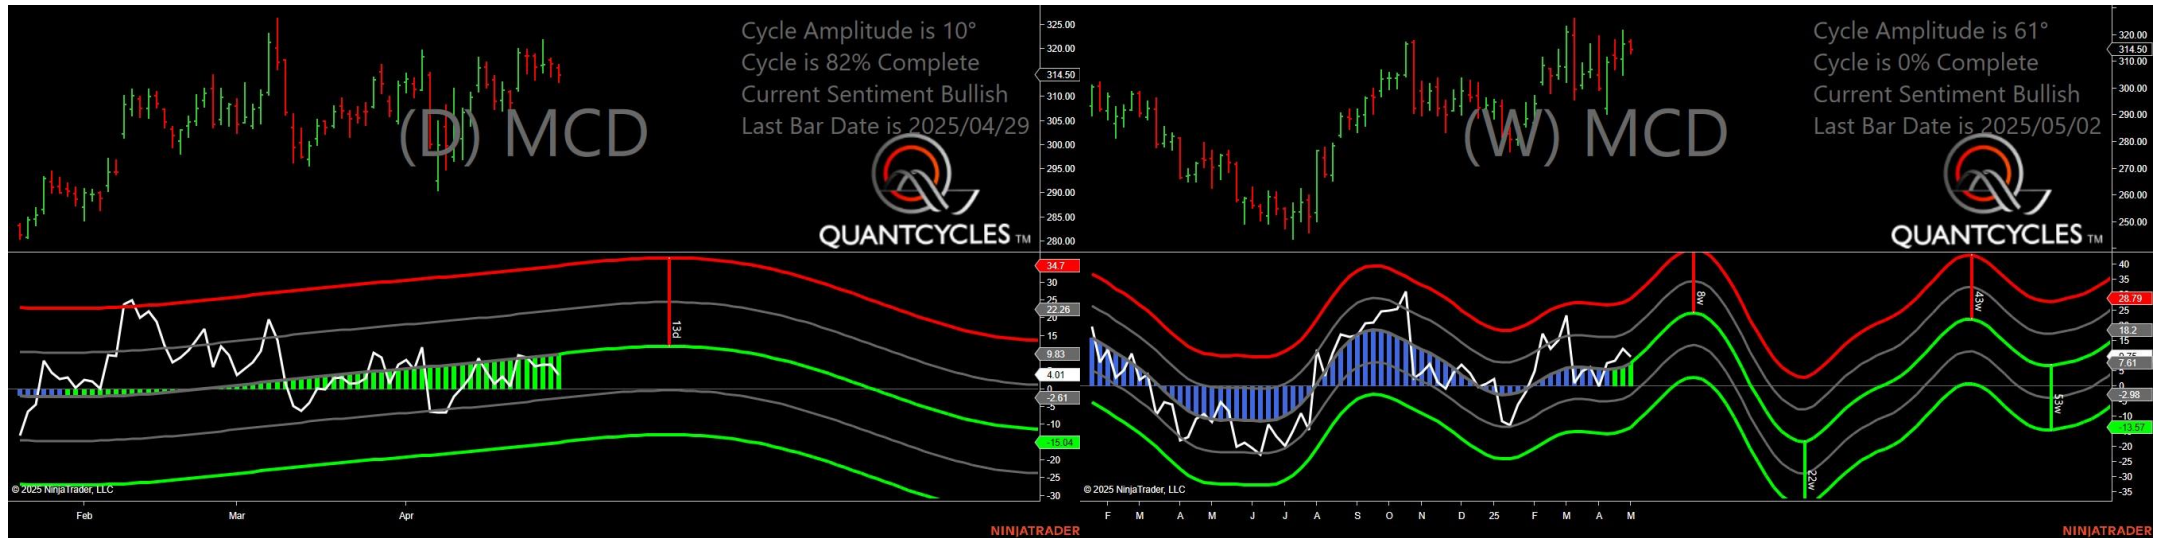 Cycle Amplitude is 10°
Cycle is 82% Complete
Current Sentiment Bullish
Last Bar Date is 2025/04/29
(D) MCD
QUANTCYCLES TM
325.00
320.00
314.50
310.00
305.00
300.00
295.00
290.00
285.00
280.00
34.7
30
25
22.26
20
15
9.83
4.01
0
-2.61
-5
-10
-15.04
-20
-25
-30
13d
© 2025 NinjaTrader, LLC
Feb
Mar
Apr
NINJATRADER
Cycle Amplitude is 61°
Cycle is 0% Complete
Current Sentiment Bullish
Last Bar Date is 2025/05/02
(W) MCD
QUANTCYCLES TM
320.00
314.50
310.00
300.00
290.00
280.00
270.00
260.00
250.00
40
35
28.79
25
18.2
15
7.61
5
0
-2.98
-5
-10
-13.57
-20
-25
-30
-35
8w
22w
43w
53w
© 2025 NinjaTrader, LLC
F M A M J J A S O N D 25 F M A M
NINJATRADER